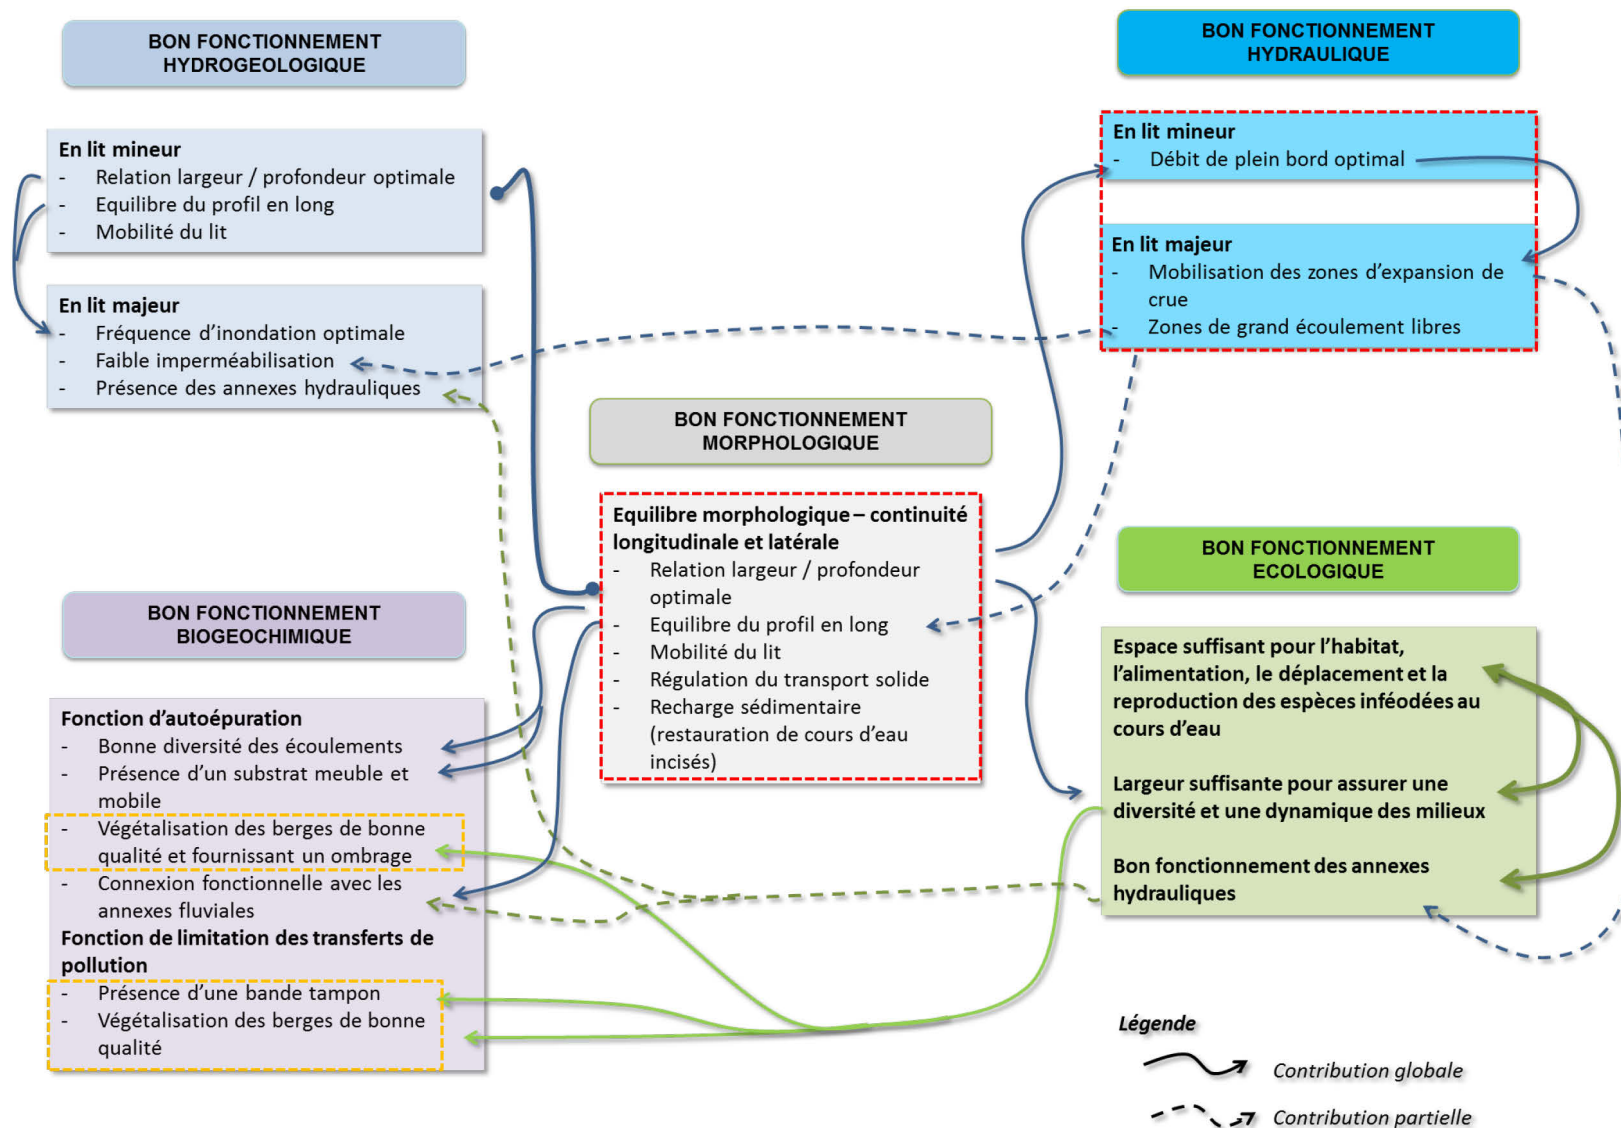 BON FONCTIONNEMENT
HYDROGEOLOGIQUE
En lit mineur
- Relation largeur / profondeur optimale
- Equilibre du profil en long
- Mobilité du lit
En lit majeur
- Fréquence d’inondation optimale
- Faible imperméabilisation
- Présence des annexes hydrauliques
BON FONCTIONNEMENT
HYDRAULIQUE
En lit mineur
- Débit de plein bord optimal
En lit majeur
- Mobilisation des zones d’expansion de
crue
- Zones de grand écoulement libres
BON FONCTIONNEMENT
MORPHOLOGIQUE
Equilibre morphologique – continuité
longitudinale et latérale
- Relation largeur / profondeur
optimale
- Equilibre du profil en long
- Mobilité du lit
- Régulation du transport solide
- Recharge sédimentaire
(restauration de cours d’eau
incisés)
BON FONCTIONNEMENT
BIOGEOCHIMIQUE
Fonction d’autoépuration
- Bonne diversité des écoulements
- Présence d’un substrat meuble et
mobile
- Végétalisation des berges de bonne
qualité et fournissant un ombrage
- Connexion fonctionnelle avec les
annexes fluviales
Fonction de limitation des transferts de
pollution
- Présence d’une bande tampon
- Végétalisation des berges de bonne
qualité
BON FONCTIONNEMENT
ECOLOGIQUE
Espace suffisant pour l’habitat,
l’alimentation, le déplacement et la
reproduction des espèces inféodées au
cours d’eau
Largeur suffisante pour assurer une
diversité et une dynamique des milieux
Bon fonctionnement des annexes
hydrauliques
Légende
Contribution globale
Contribution partielle